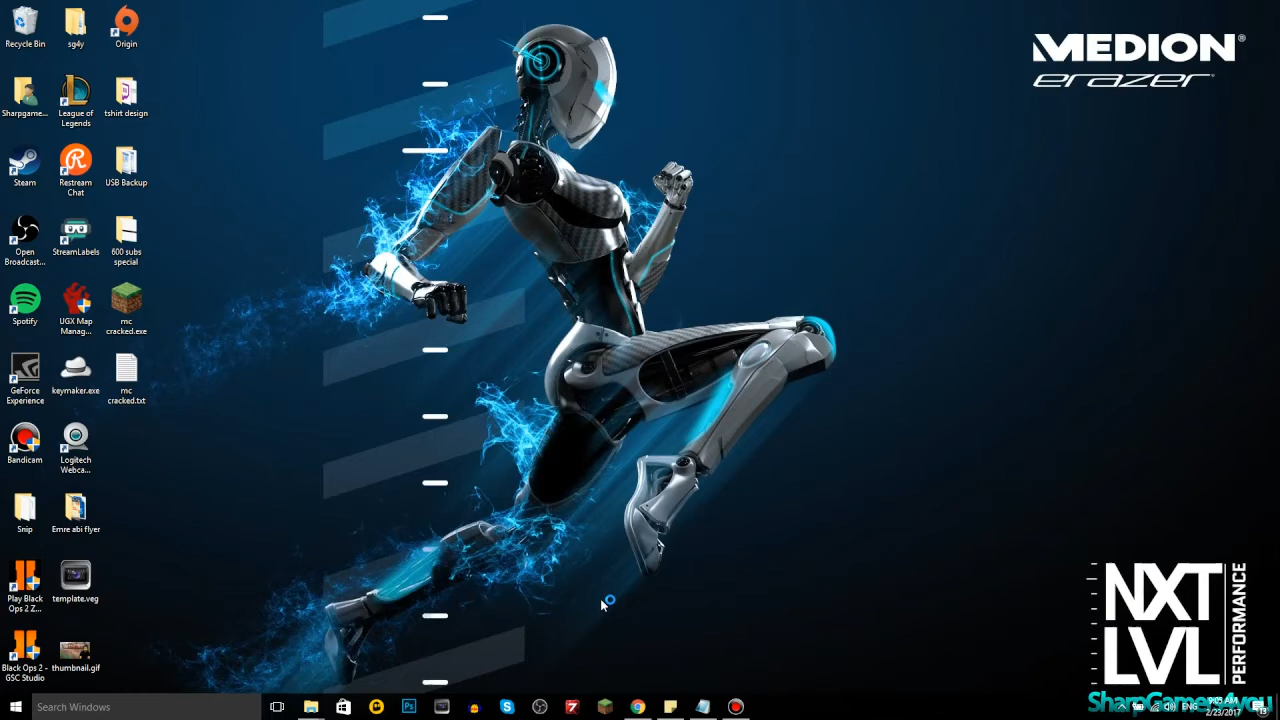 Recycle Bin
sg4y
Origin
Sharpgame...
League of
Legends
tshirt design
Steam
Restream
Chat
USB Backup
Open
Broadcast...
StreamLabels
600 subs
special
Spotify
UGX Map
Manag...
mc
cracked.exe
GeForce
Experience
keymaker.exe
mc
cracked.txt
Bandicam
Logitech
Webca...
Snip
Emre abi flyer
Play Black
Ops 2 Z...
template.veg
Black Ops 2 -
GSC Studio
thumbnail.gif
MEDION®
erazer
NXT
LVL
PERFORMANCE
SharpGames4you
Search Windows
ENG
9:05 AM
2/23/2017